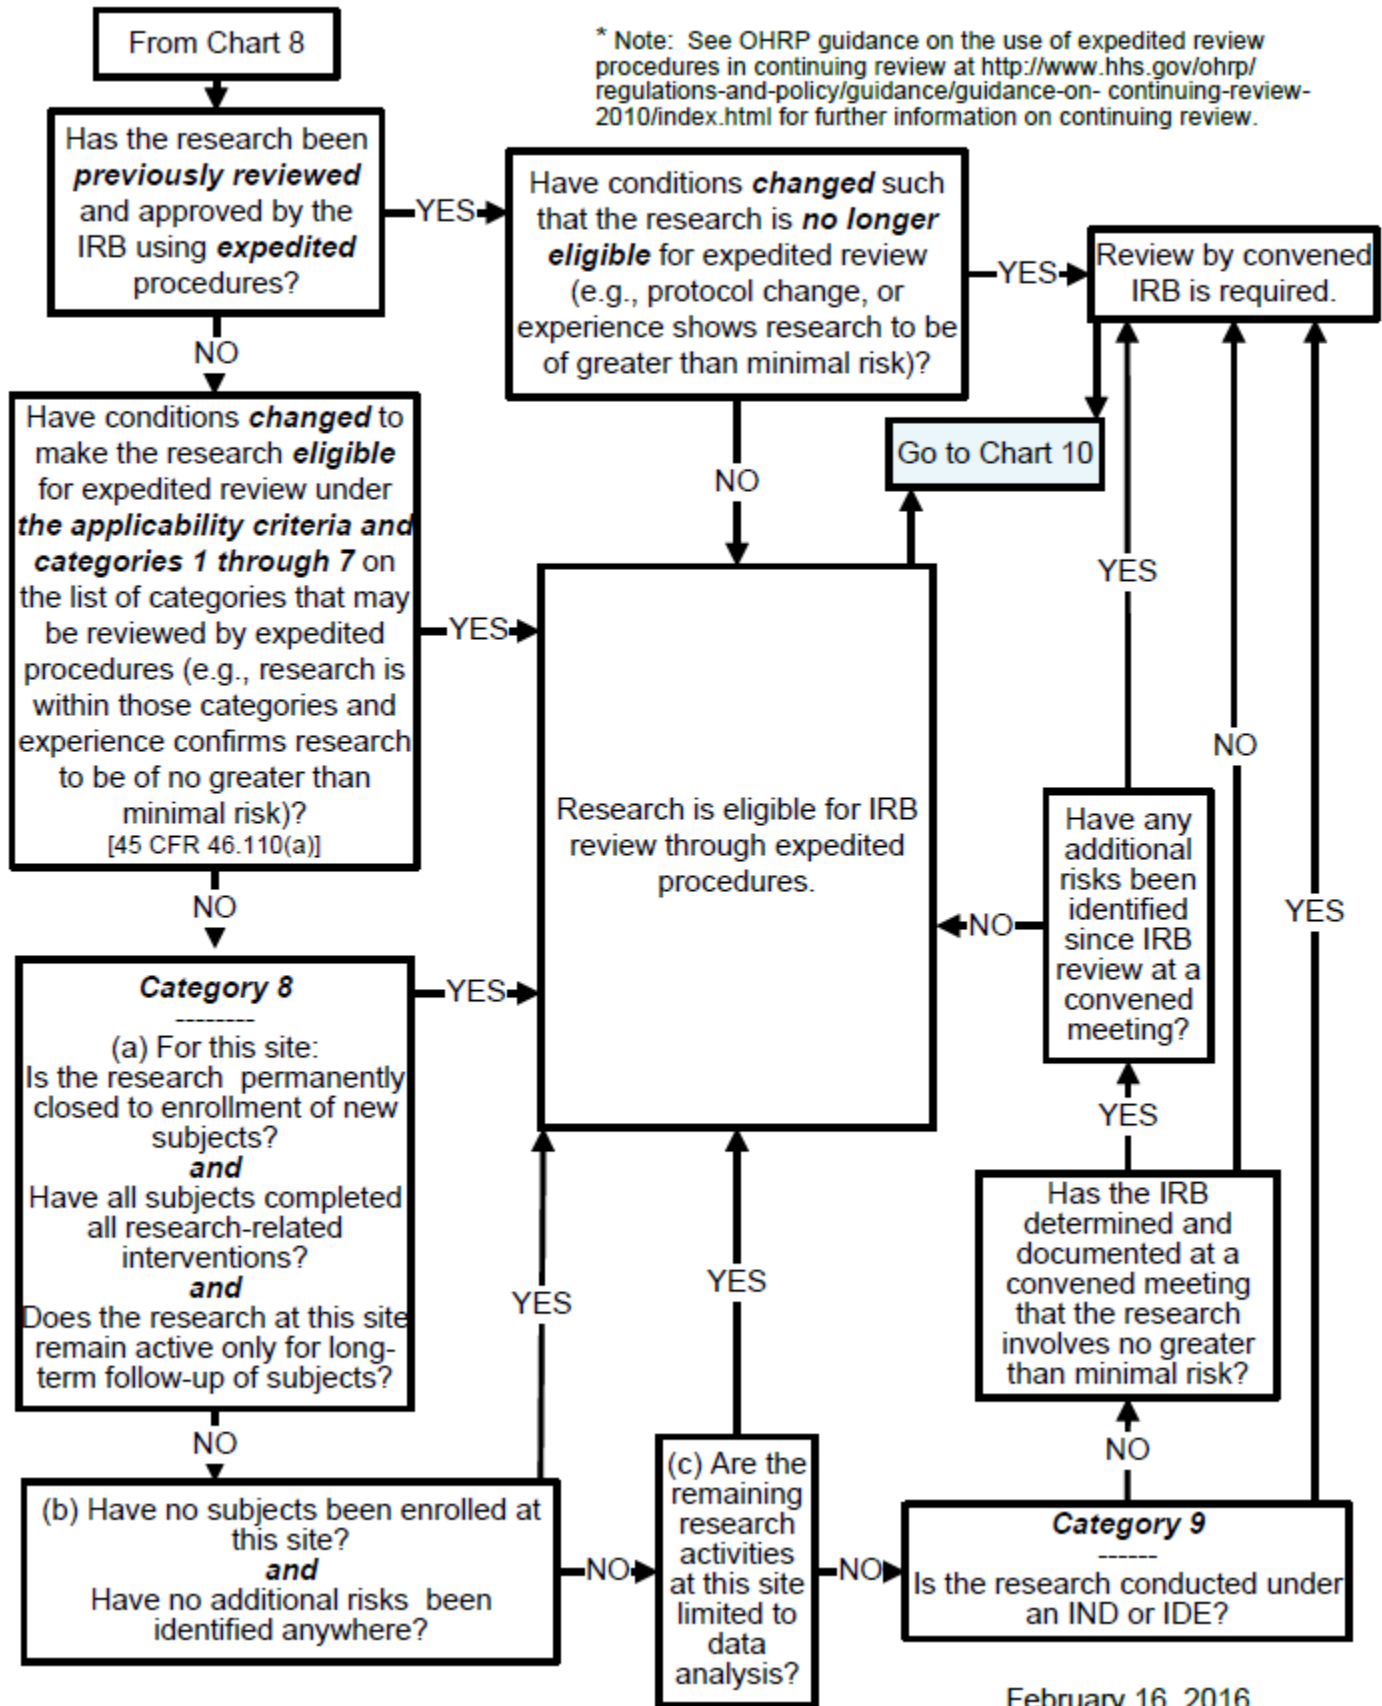 From Chart 8
* Note: See OHRP guidance on the use of expedited review
procedures in continuing review at http://www.hhs.gov/ohrp/
regulations-and-policy/guidance/guidance-on- continuing-review-
2010/index.html for further information on continuing review.
Has the research been
previously reviewed
and approved by the
IRB using expedited
procedures?
YES
Have conditions changed such
that the research is no longer
eligible for expedited review
(e.g., protocol change, or
experience shows research to be
of greater than minimal risk)?
YES
Review by convened
IRB is required.
NO
NO
Go to Chart 10
Have conditions changed to
make the research eligible
for expedited review under
the applicability criteria and
categories 1 through 7 on
the list of categories that may
be reviewed by expedited
procedures (e.g., research is
within those categories and
experience confirms research
to be of no greater than
minimal risk)?
[45 CFR 46.110(a)]
YES
Research is eligible for IRB
review through expedited
procedures.
YES
NO
YES
Have any
additional
risks been
identified
since IRB
review at a
convened
meeting?
NO
NO
Category 8
--------
(a) For this site:
Is the research permanently
closed to enrollment of new
subjects?
and
Have all subjects completed
all research-related
interventions?
and
Does the research at this site
remain active only for long-
term follow-up of subjects?
YES
YES
Has the IRB
determined and
documented at a
convened meeting
that the research
involves no greater
than minimal risk?
YES
YES
NO
NO
(b) Have no subjects been enrolled at
this site?
and
Have no additional risks been
identified anywhere?
NO
(c) Are the
remaining
research
activities
at this site
limited to
data
analysis?
NO
Category 9
------
Is the research conducted under
an IND or IDE?
February 16, 2016